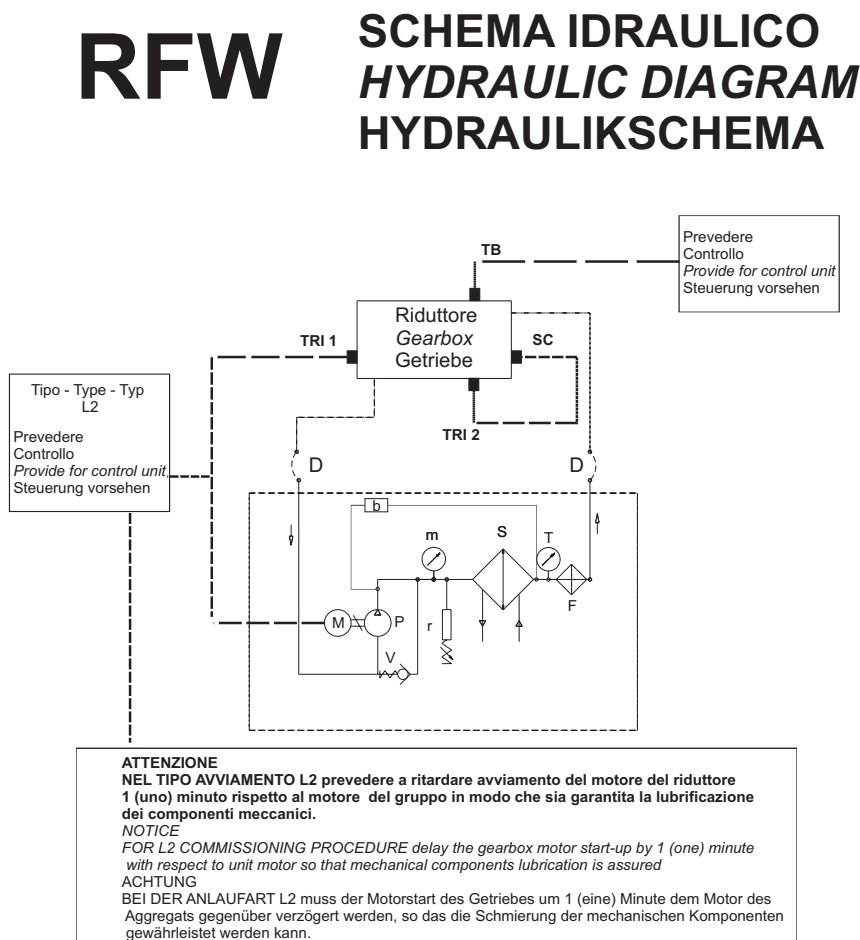 RFW
SCHEMA IDRAULICO
HYDRAULIC DIAGRAM
HYDRAULIKSCHEMA
TB
Prevedere
Controllo
Provide for control unit
Steuerung vorsehen
Riduttore
Gearbox
Getriebe
TRI 1
SC
TRI 2
Tipo - Type - Typ
L2
Prevedere
Controllo
Provide for control unit
Steuerung vorsehen
D
D
b
m
S
T
F
M
P
r
V
ATTENZIONE
NEL TIPO AVVIAMENTO L2 prevedere a ritardare avviamento del motore del riduttore
1 (uno) minuto rispetto al motore del gruppo in modo che sia garantita la lubrificazione
dei componenti meccanici.
NOTICE
FOR L2 COMMISSIONING PROCEDURE delay the gearbox motor start-up by 1 (one) minute
with respect to unit motor so that mechanical components lubrication is assured
ACHTUNG
BEI DER ANLAUFART L2 muss der Motorstart des Getriebes um 1 (eine) Minute dem Motor des
Aggregats gegenüber verzögert werden, so das die Schmierung der mechanischen Komponenten
gewährleistet werden kann.